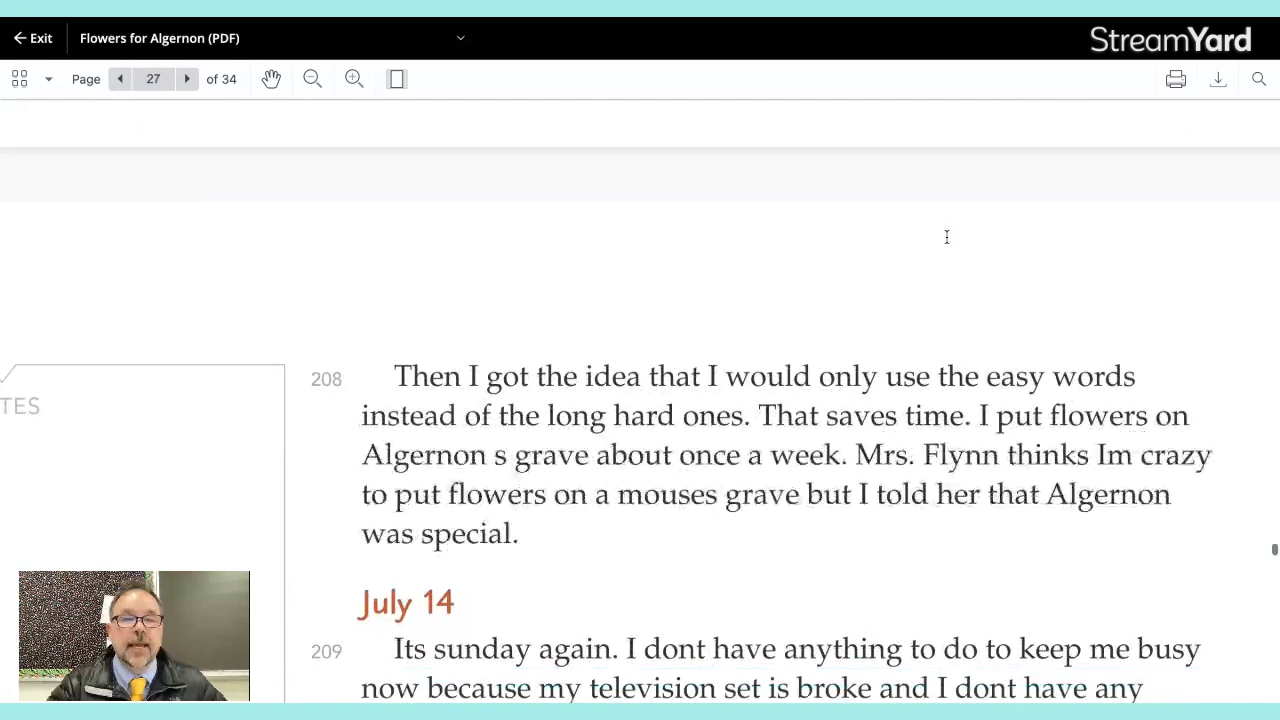 Exit
Flowers for Algernon (PDF)
StreamYard
Page 27 of 34
208 Then I got the idea that I would only use the easy words
instead of the long hard ones. That saves time. I put flowers on
TES
Algernon s grave about once a week. Mrs. Flynn thinks Im crazy
to put flowers on a mouses grave but I told her that Algernon
was special.
July 14
209 Its sunday again. I dont have anything to do to keep me busy
now because my television set is broke and I dont have any